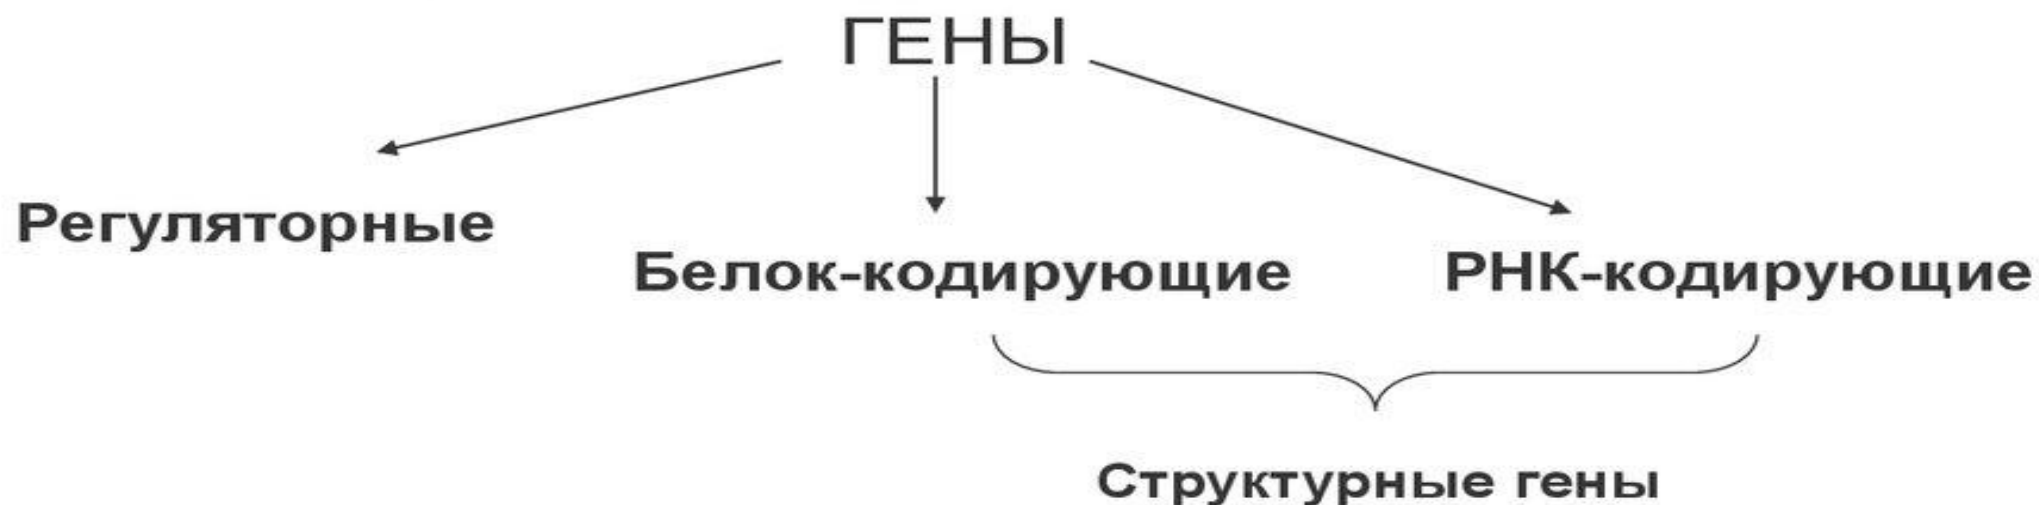 ГЕНЫ
Регуляторные
Белок-кодирующие
РНК-кодирующие
Структурные гены